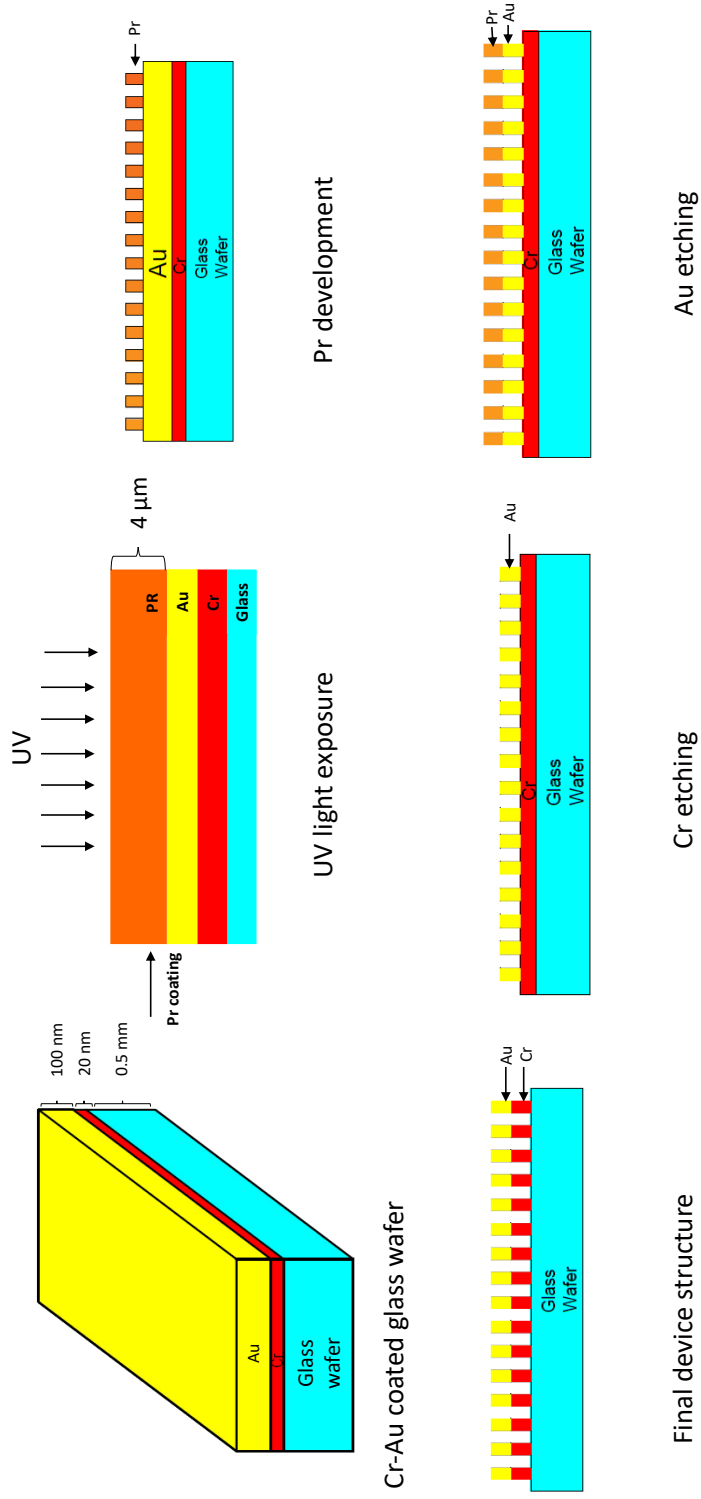 100 nm
20 nm
0.5 mm
Au
Cr
Glass
wafer
Cr-Au coated glass wafer
UV
4 μm
Pr coating
PR
Au
Cr
Glass
UV light exposure
Pr
Au
Cr
Glass
Wafer
Pr development
Au
Cr
Glass
Wafer
Final device structure
Au
Cr
Glass
Wafer
Cr etching
Pr
Au
Cr
Glass
Wafer
Au etching